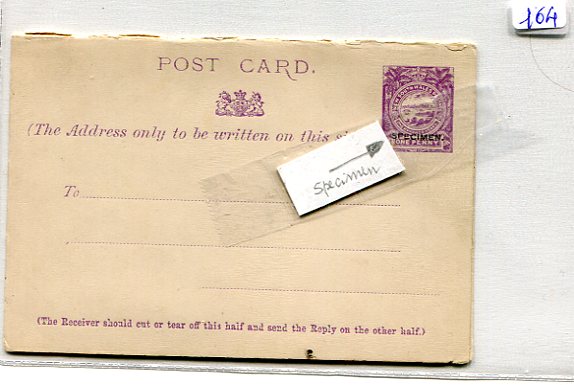 164
POST CARD.
(The Address only to be written on this si
SPECIMEN.
ONE PENNY
Specimen
To
(The Receiver should cut or tear off this half and send the Reply on the other half.)